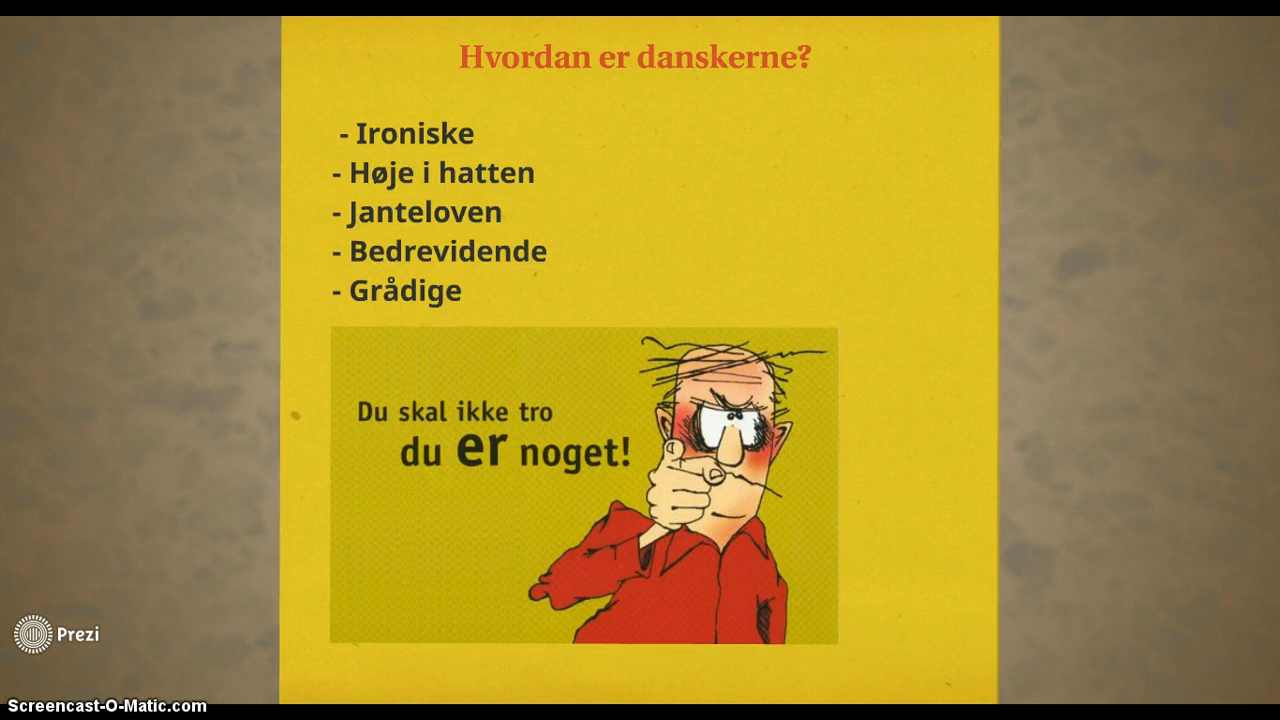 Hvordan er danskerne?
- Ironiske
- Høje i hatten
- Janteloven
- Bedrevidende
- Grådige
Du skal ikke tro
du er noget!
Prezi
Screencast-O-Matic.com